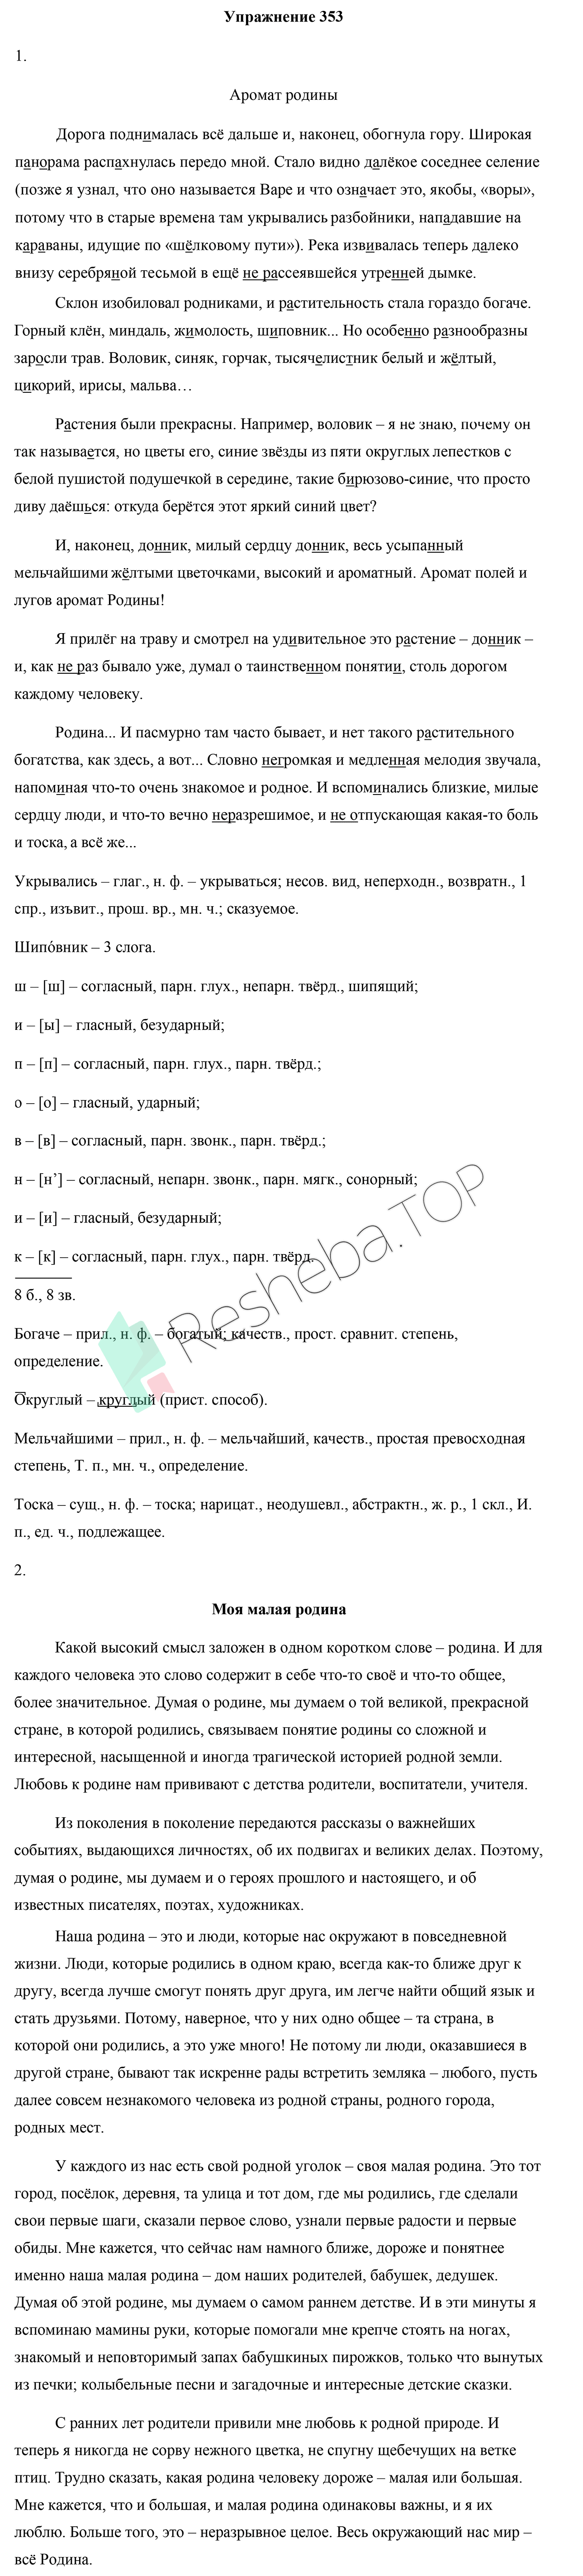 Упражнение 353
1.
Аромат родины
Дорога поднималась всё дальше и, наконец, обогнула гору. Широкая
панорама распахнулась передо мной. Стало видно далёкое соседнее селение
(позже я узнал, что оно называется Варе и что означает это, якобы, «воры»,
потому что в старые времена там укрывались разбойники, нападавшие на
караваны, идущие по «шёлковому пути»). Река извивалась теперь далеко
внизу серебряной тесьмой в ещё не рассеявшейся утренней дымке.
Склон изобиловал родниками, и растительность стала гораздо богаче.
Горный клён, миндаль, жимолость, шиповник... Но особенно разнообразны
заросли трав. Воловик, синяк, горчак, тысячелистник белый и жёлтый,
цикорий, ирисы, мальва…
Растения были прекрасны. Например, воловик – я не знаю, почему он
так называется, но цветы его, синие звёзды из пяти округлых лепестков с
белой пушистой подушечкой в середине, такие бирюзово-синие, что просто
диву даёшься: откуда берётся этот яркий синий цвет?
И, наконец, донник, милый сердцу донник, весь усыпанный
мельчайшими жёлтыми цветочками, высокий и ароматный. Аромат полей и
лугов аромат Родины!
Я прилёг на траву и смотрел на удивительное это растение – донник –
и, как не раз бывало уже, думал о таинственном понятии, столь дорогом
каждому человеку.
Родина... И пасмурно там часто бывает, и нет такого растительного
богатства, как здесь, а вот... Словно негромкая и медленная мелодия звучала,
напоминая что-то очень знакомое и родное. И вспоминались близкие, милые
сердцу люди, и что-то вечно неразрешимое, и не отпускающая какая-то боль
и тоска, а всё же...
Укрывались – глаг., н. ф. – укрываться; несов. вид, неперходн., возвратн., 1
спр., изъвит., прош. вр., мн. ч.; сказуемое.
Шипо́вник – 3 слога.
ш – [ш] – согласный, парн. глух., непарн. твёрд., шипящий;
и – [ы] – гласный, безударный;
п – [п] – согласный, парн. глух., парн. твёрд.;
о – [о] – гласный, ударный;
в – [в] – согласный, парн. звонк., парн. твёрд.;
н – [н’] – согласный, непарн. звонк., парн. мягк., сонорный;
и – [и] – гласный, безударный;
к – [к] – согласный, парн. глух., парн. твёрд.
8 б., 8 зв.
Богаче – прил., н. ф. – богатый; качеств., прост. сравнит. степень,
определение.
Округлый – круглый (прист. способ).
Мельчайшими – прил., н. ф. – мельчайший, качеств., простая превосходная
степень, Т. п., мн. ч., определение.
Тоска – сущ., н. ф. – тоска; нарицат., неодушевл., абстрактн., ж. р., 1 скл., И.
п., ед. ч., подлежащее.
2.
Моя малая родина
Какой высокий смысл заложен в одном коротком слове – родина. И для
каждого человека это слово содержит в себе что-то своё и что-то общее,
более значительное. Думая о родине, мы думаем о той великой, прекрасной
стране, в которой родились, связываем понятие родины со сложной и
интересной, насыщенной и иногда трагической историей родной земли.
Любовь к родине нам прививают с детства родители, воспитатели, учителя.
Из поколения в поколение передаются рассказы о важнейших
событиях, выдающихся личностях, об их подвигах и великих делах. Поэтому,
думая о родине, мы думаем и о героях прошлого и настоящего, и об
известных писателях, поэтах, художниках.
Наша родина – это и люди, которые нас окружают в повседневной
жизни. Люди, которые родились в одном краю, всегда как-то ближе друг к
другу, всегда лучше смогут понять друг друга, им легче найти общий язык и
стать друзьями. Потому, наверное, что у них одно общее – та страна, в
которой они родились, а это уже много! Не потому ли люди, оказавшиеся в
другой стране, бывают так искренне рады встретить земляка – любого, пусть
далее совсем незнакомого человека из родной страны, родного города,
родных мест.
У каждого из нас есть свой родной уголок – своя малая родина. Это тот
город, посёлок, деревня, та улица и тот дом, где мы родились, где сделали
свои первые шаги, сказали первое слово, узнали первые радости и первые
обиды. Мне кажется, что сейчас нам намного ближе, дороже и понятнее
именно наша малая родина – дом наших родителей, бабушек, дедушек.
Думая об этой родине, мы думаем о самом раннем детстве. И в эти минуты я
вспоминаю мамины руки, которые помогали мне крепче стоять на ногах,
знакомый и неповторимый запах бабушкиных пирожков, только что вынутых
из печки; колыбельные песни и загадочные и интересные детские сказки.
С ранних лет родители привили мне любовь к родной природе. И
теперь я никогда не сорву нежного цветка, не спугну щебечущих на ветке
птиц. Трудно сказать, какая родина человеку дороже – малая или большая.
Мне кажется, что и большая, и малая родина одинаковы важны, и я их
люблю. Больше того, это – неразрывное целое. Весь окружающий нас мир –
всё Родина.
Resheba.TOP